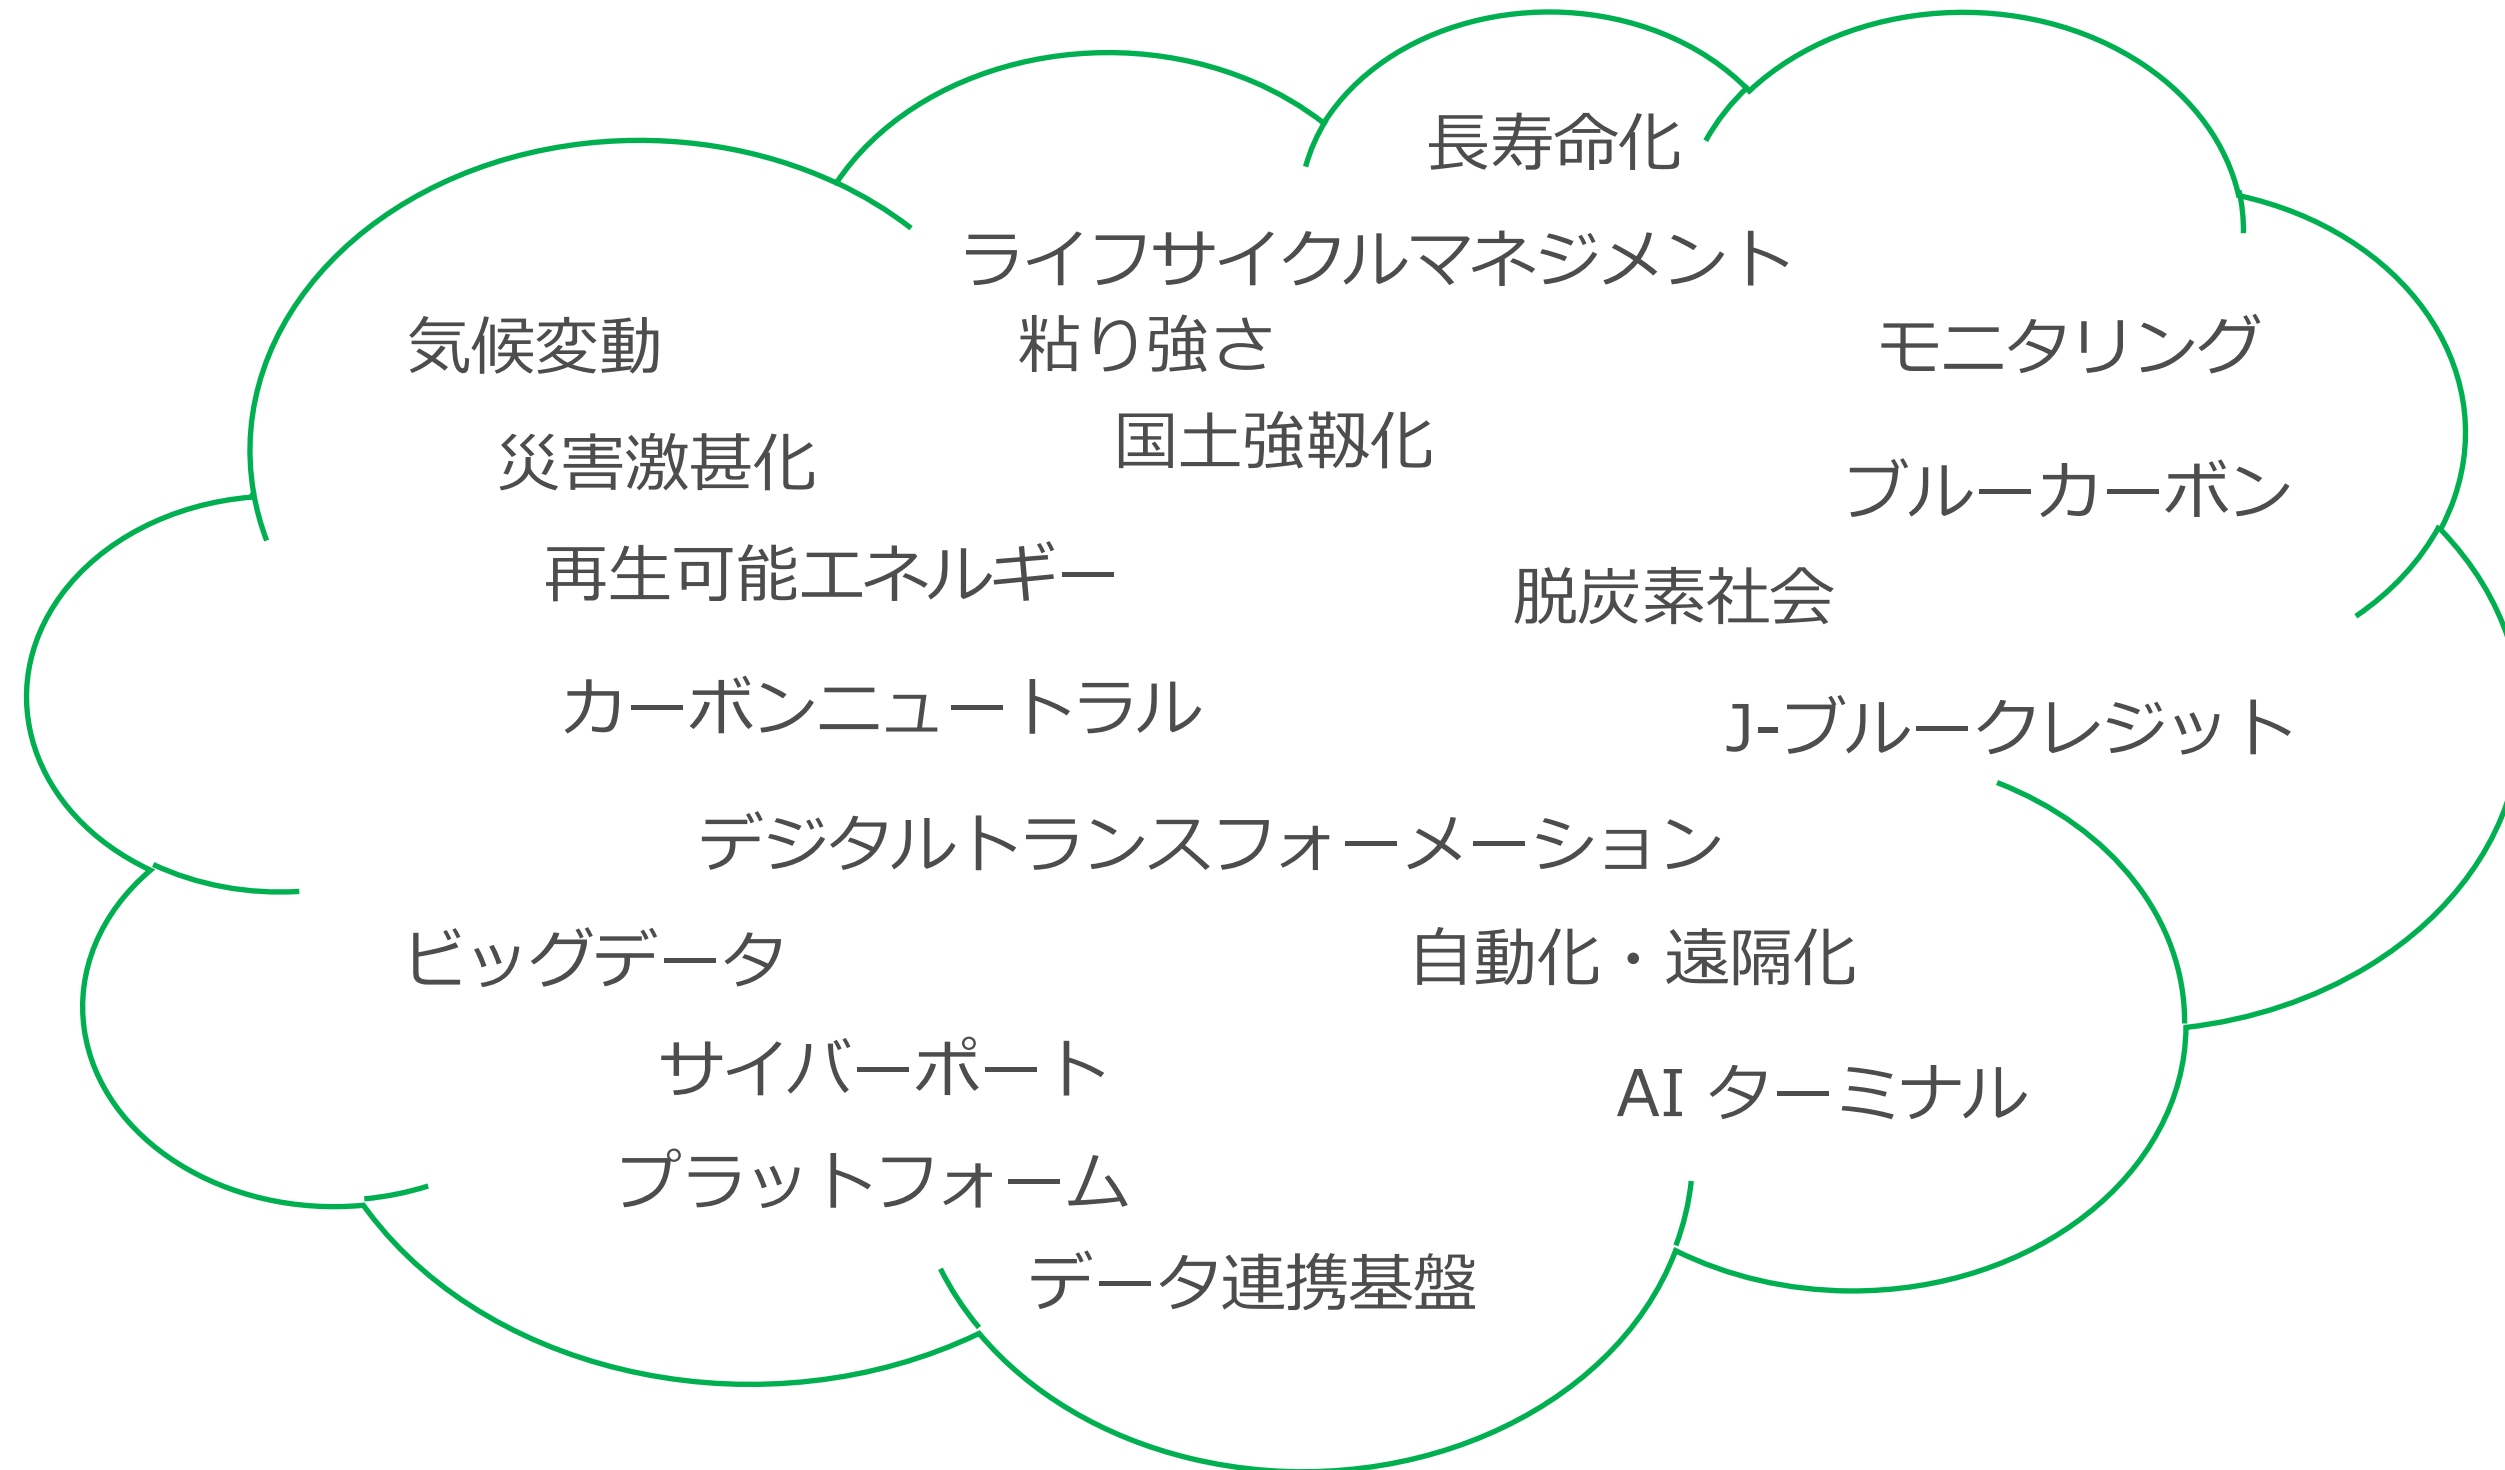 長寿命化
ライフサイクルマネジメント
気候変動
粘り強さ
モニタリング
災害激甚化
国土強靭化
ブルーカーボン
再生可能エネルギー
脱炭素社会
カーボンニュートラル
J-ブルークレジット
デジタルトランスフォーメーション
ビッグデータ
自動化・遠隔化
サイバーポート
AI ターミナル
プラットフォーム
データ連携基盤